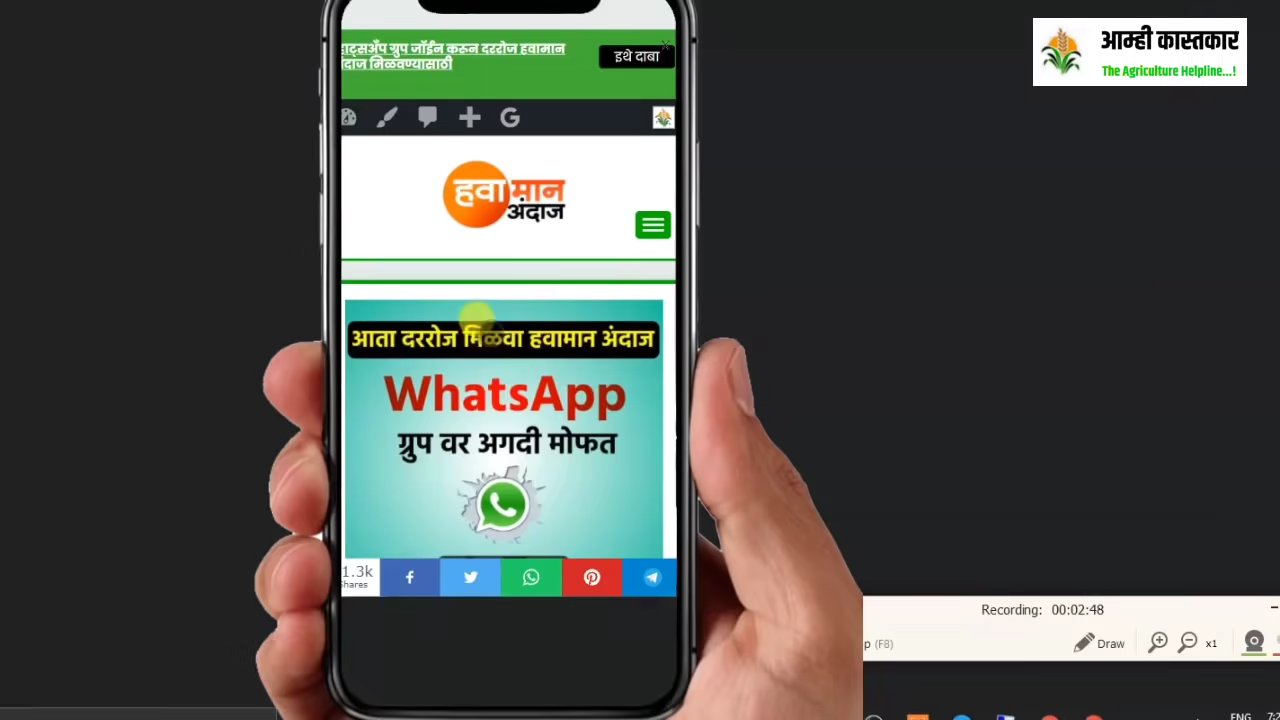 आम्ही कास्तकार
The Agriculture Helpline...!
हाट्सअँप ग्रुप जॉईन करून दररोज हवामान
अंदाज मिळवण्यासाठी
इथे दाबा
X
हवामान
अंदाज
आता दररोज मिळवा हवामान अंदाज
WhatsApp
ग्रुप वर अगदी मोफत
1.3k
Shares
Recording: 00:02:48
p (F8)
Draw
x1
ENG